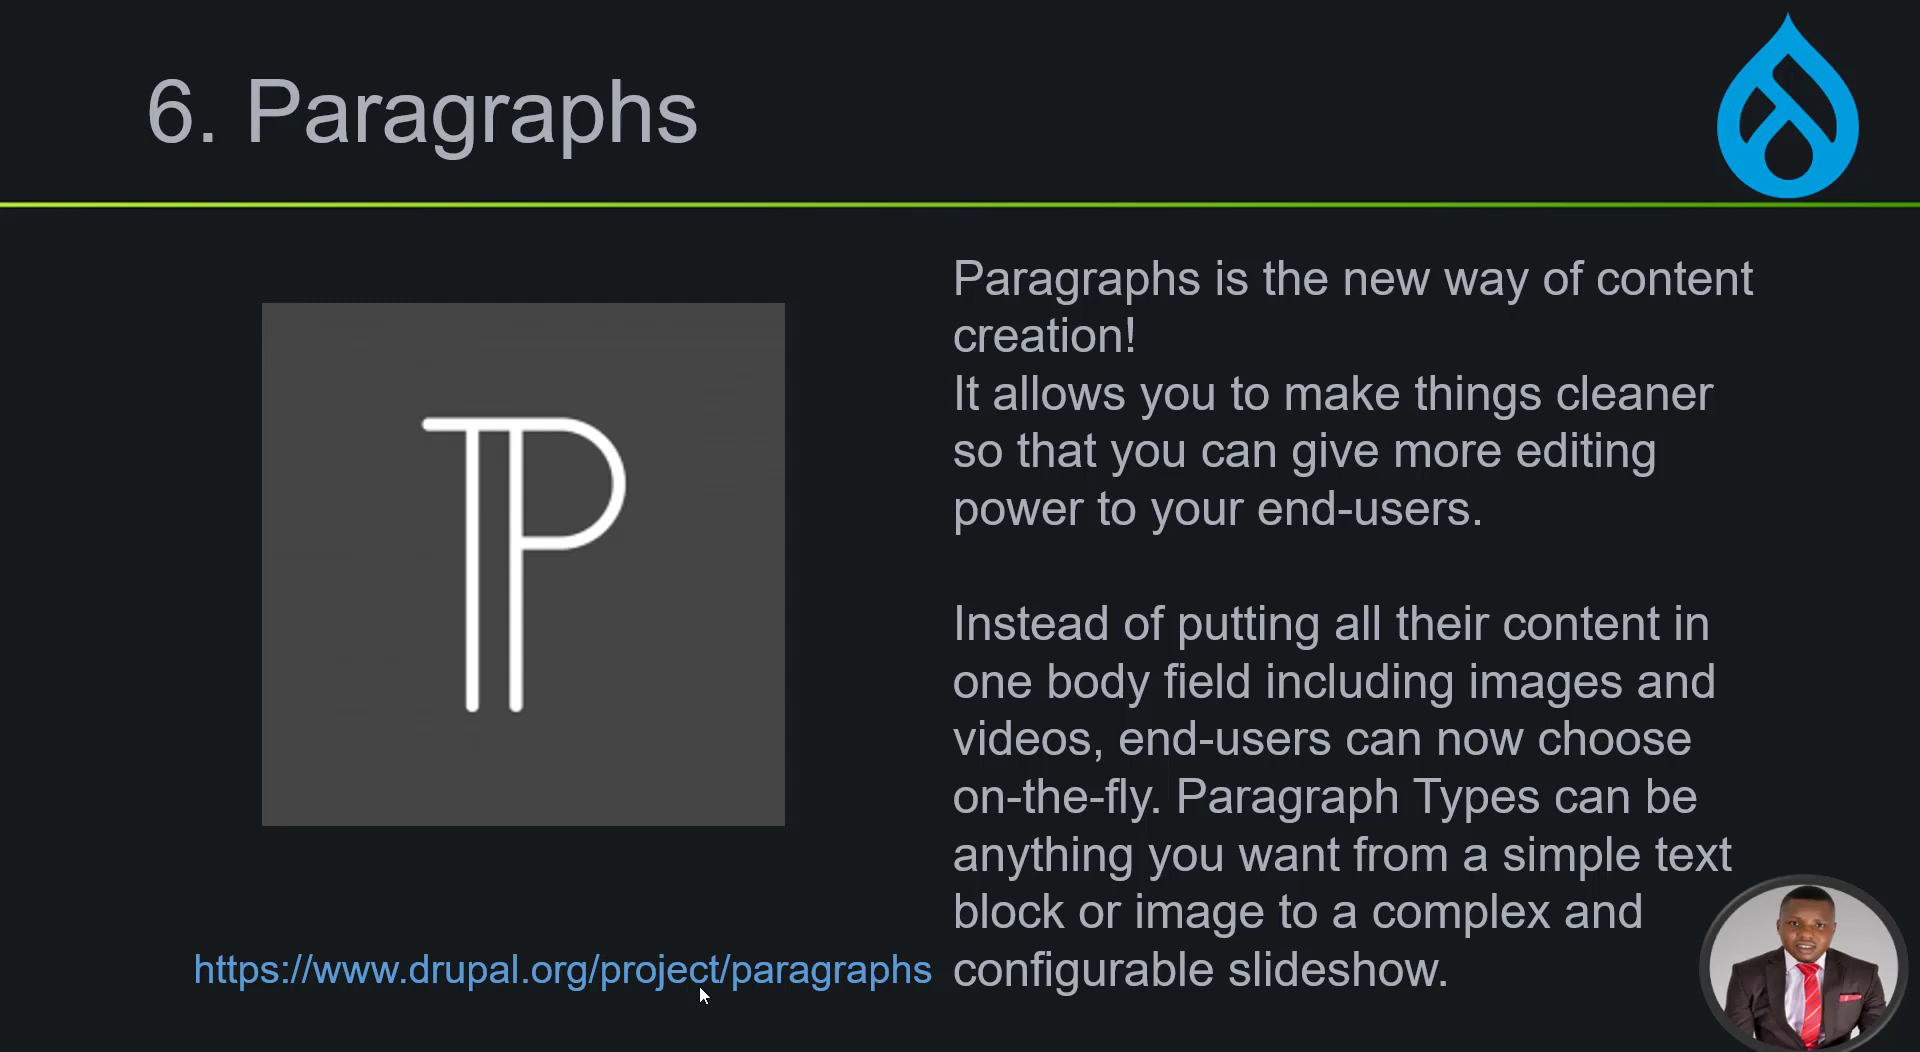 6. Paragraphs
Paragraphs is the new way of content
creation!
It allows you to make things cleaner
so that you can give more editing
power to your end-users.
Instead of putting all their content in
one body field including images and
videos, end-users can now choose
on-the-fly. Paragraph Types can be
anything you want from a simple text
block or image to a complex and
configurable slideshow.
https://www.drupal.org/project/paragraphs